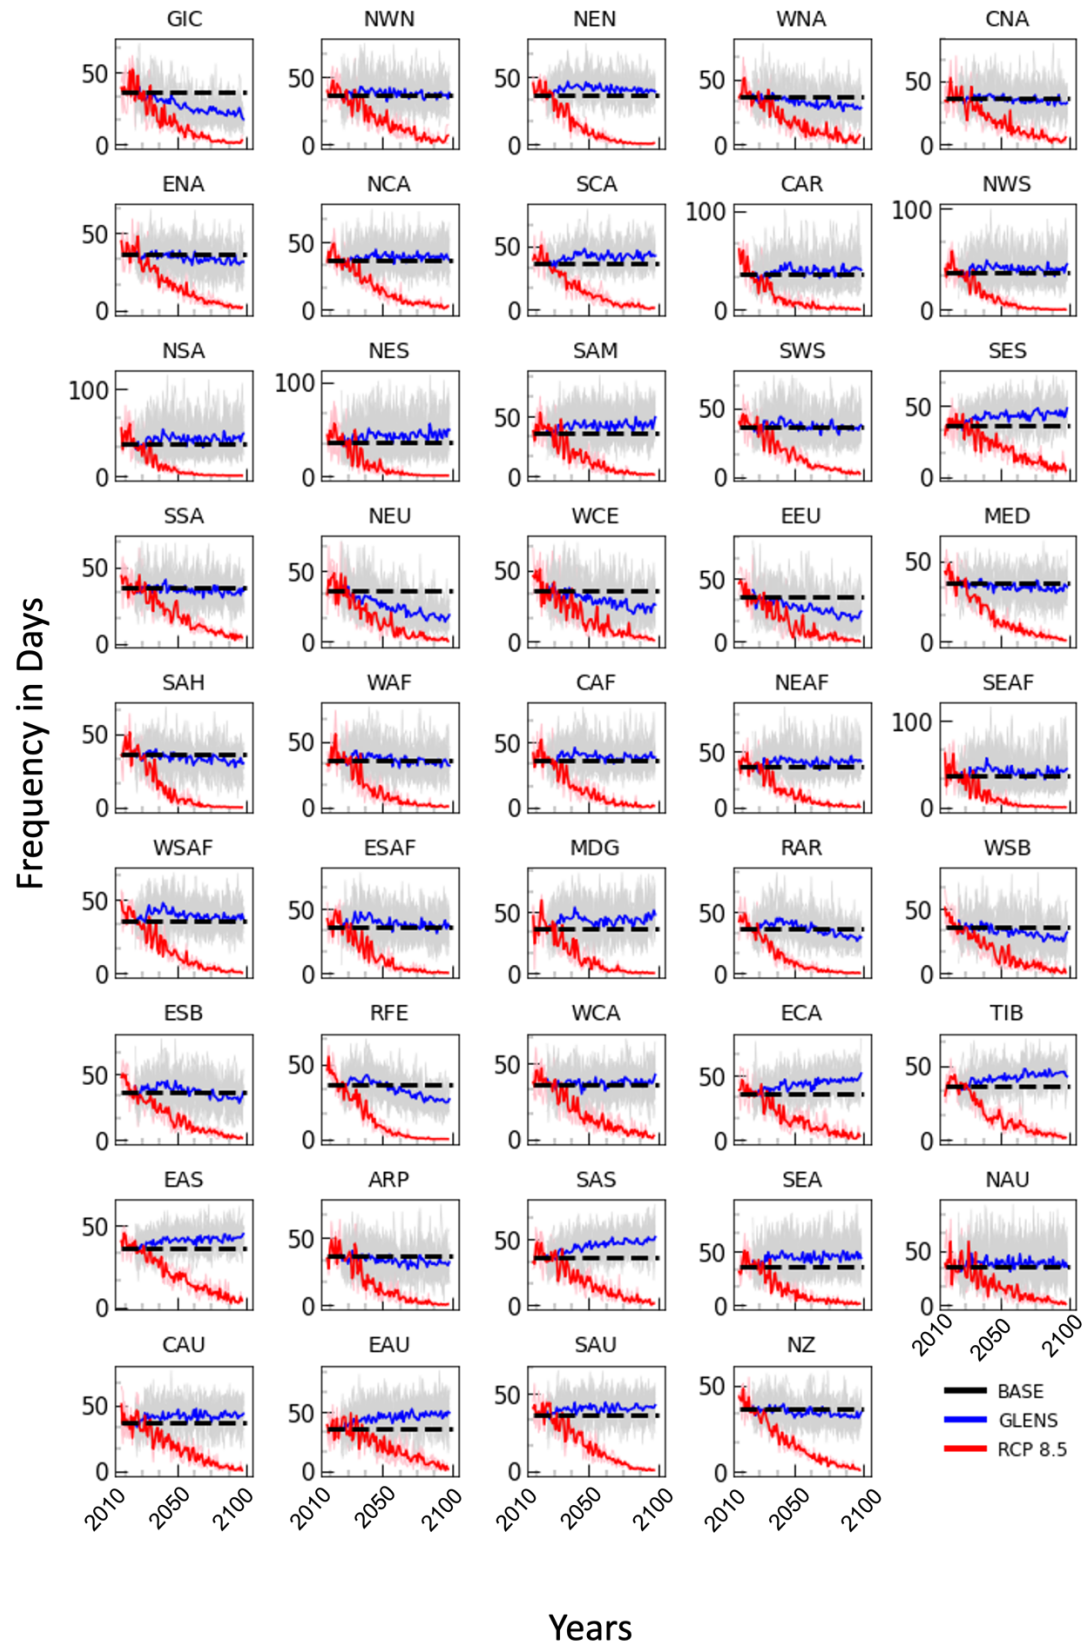 GIC NWN NEN WNA CNA
50 50 50 50 50
0 0 0 0 0
ENA NCA SCA CAR NWS
50 50 50 100 100
0 0 0 0 0
NSA NES SAM SWS SES
100 100 50 50 50
0 0 0 0 0
SSA NEU WCE EEU MED
50 50 50 50 50
0 0 0 0 0
SAH WAF CAF NEAF SEAF
50 50 50 50 100
0 0 0 0 0
WSAF ESAF MDG RAR WSB
50 50 50 50 50
0 0 0 0 0
ESB RFE WCA ECA TIB
50 50 50 50 50
0 0 0 0 0
EAS ARP SAS SEA NAU
50 50 50 50 50
0 0 0 0 0
2010 2050 2100
CAU EAU SAU NZ
50 50 50 50
0 0 0 0
2010 2050 2100 2010 2050 2100 2010 2050 2100 2010 2050 2100
BASE
GLENS
RCP 8.5
Frequency in Days
Years